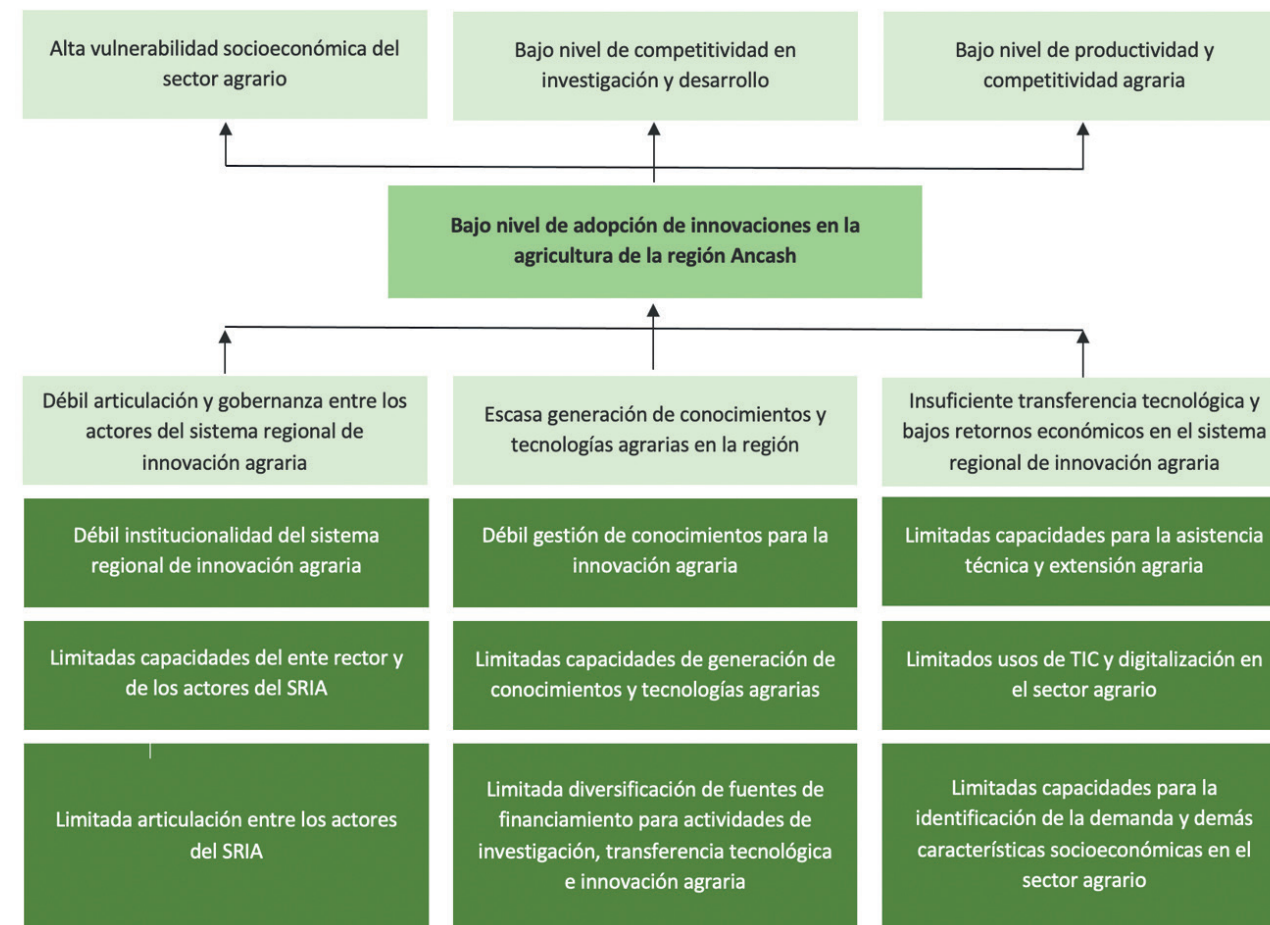 Alta vulnerabilidad socioeconómica del
sector agrario
Bajo nivel de competitividad en
investigación y desarrollo
Bajo nivel de productividad y
competitividad agraria
Bajo nivel de adopción de innovaciones en la
agricultura de la región Ancash
Débil articulación y gobernanza entre los
actores del sistema regional de
innovación agraria
Escasa generación de conocimientos y
tecnologías agrarias en la región
Insuficiente transferencia tecnológica y
bajos retornos económicos en el sistema
regional de innovación agraria
Débil institucionalidad del sistema
regional de innovación agraria
Débil gestión de conocimientos para la
innovación agraria
Limitadas capacidades para la asistencia
técnica y extensión agraria
Limitadas capacidades del ente rector y
de los actores del SRIA
Limitadas capacidades de generación de
conocimientos y tecnologías agrarias
Limitados usos de TIC y digitalización en
el sector agrario
Limitada articulación entre los actores
del SRIA
Limitada diversificación de fuentes de
financiamiento para actividades de
investigación, transferencia tecnológica
e innovación agraria
Limitadas capacidades para la
identificación de la demanda y demás
características socioeconómicas en el
sector agrario